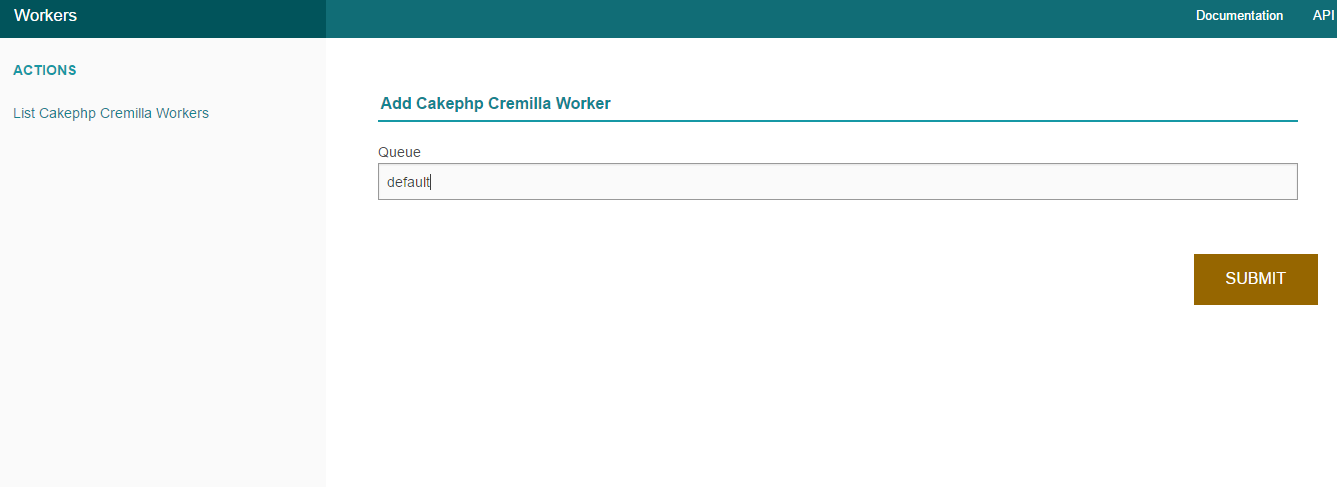 Workers
Documentation
API
ACTIONS
List Cakephp Cremilla Workers
Add Cakephp Cremilla Worker
Queue
default
SUBMIT